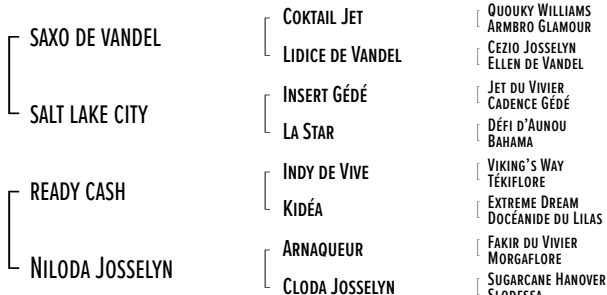 SAXO DE VANDEL
SALT LAKE CITY
READY CASH
Niloda Josselyn
Coktail Jet
Lidice de Vandel
Insert Gédé
La Star
Indy de Vive
Kidéa
Arnaqueur
Cloda Josselyn
Quouky Williams
Armbro Glamour
Cezio Josselyn
Ellen de Vandel
Jet du Vivier
Cadence Gédé
Défi d'Aunou
Bahama
Viking's Way
Tékiflore
Extreme Dream
Docéanide du Lilas
Fakir du Vivier
Morgaflore
Sugarcane Hanover